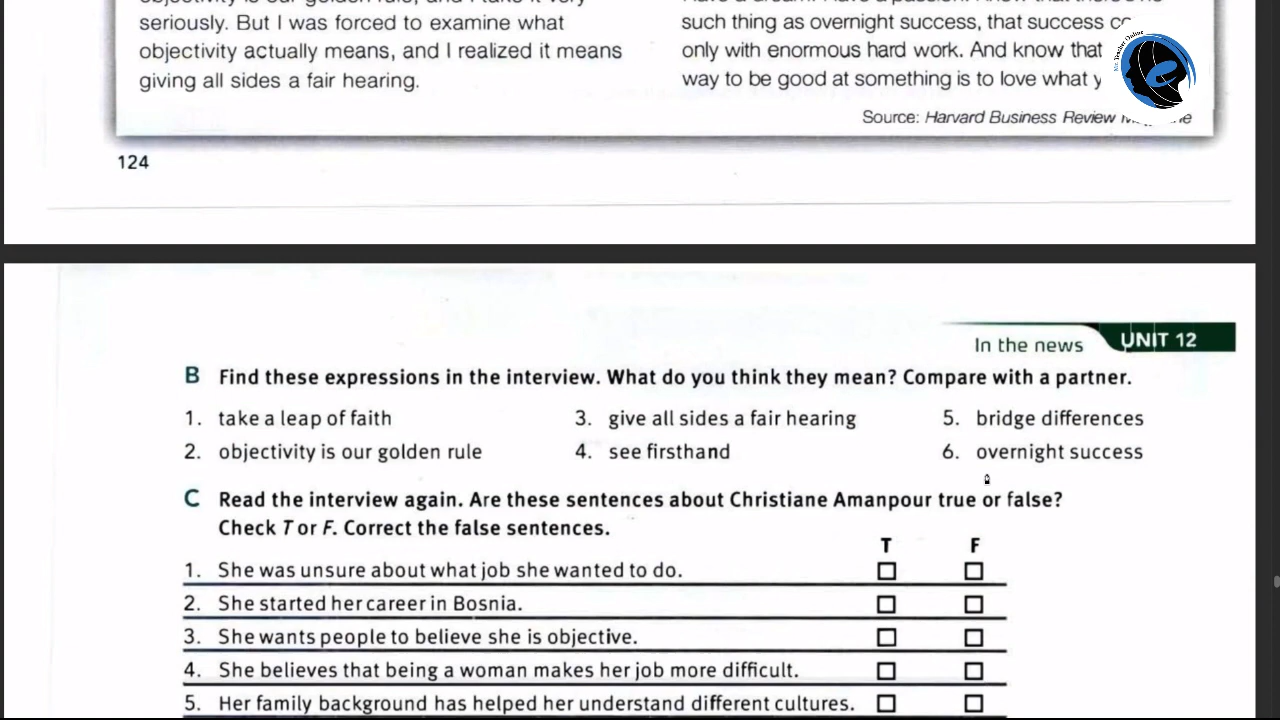 seriously. But I was forced to examine what
objectivity actually means, and I realized it means
giving all sides a fair hearing.
such thing as overnight success, that success
only with enormous hard work. And know that
way to be good at something is to love what
Source: Harvard Business Review
124
In the news UNIT 12
B Find these expressions in the interview. What do you think they mean? Compare with a partner.
1. take a leap of faith 3. give all sides a fair hearing 5. bridge differences
2. objectivity is our golden rule 4. see firsthand 6. overnight success
C Read the interview again. Are these sentences about Christiane Amanpour true or false?
Check T or F. Correct the false sentences.
T F
1. She was unsure about what job she wanted to do.
2. She started her career in Bosnia.
3. She wants people to believe she is objective.
4. She believes that being a woman makes her job more difficult.
5. Her family background has helped her understand different cultures.